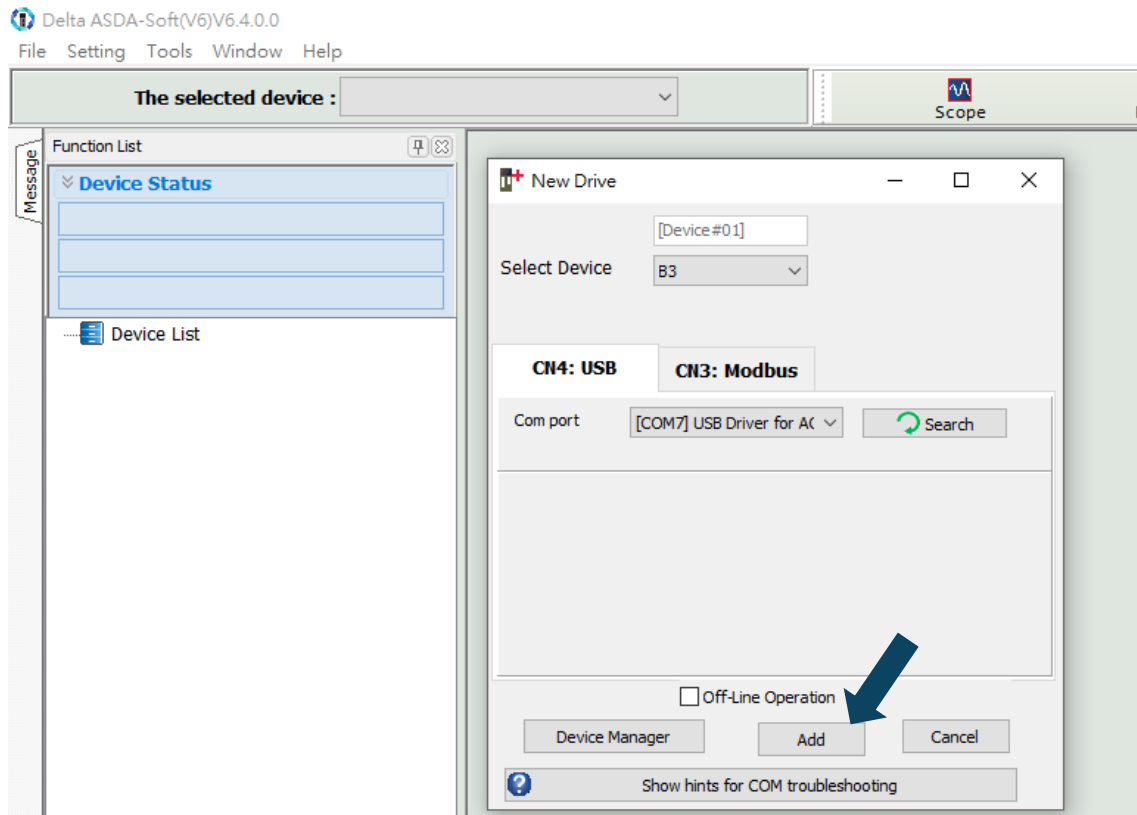 Delta ASDA-Soft(V6)V6.4.0.0
File Setting Tools Window Help
The selected device :
Scope
Message
Function List
Device Status
Device List
New Drive
[Device#01]
Select Device B3
CN4: USB CN3: Modbus
Com port [COM7] USB Driver for A( Search
Off-Line Operation
Device Manager Add Cancel
Show hints for COM troubleshooting